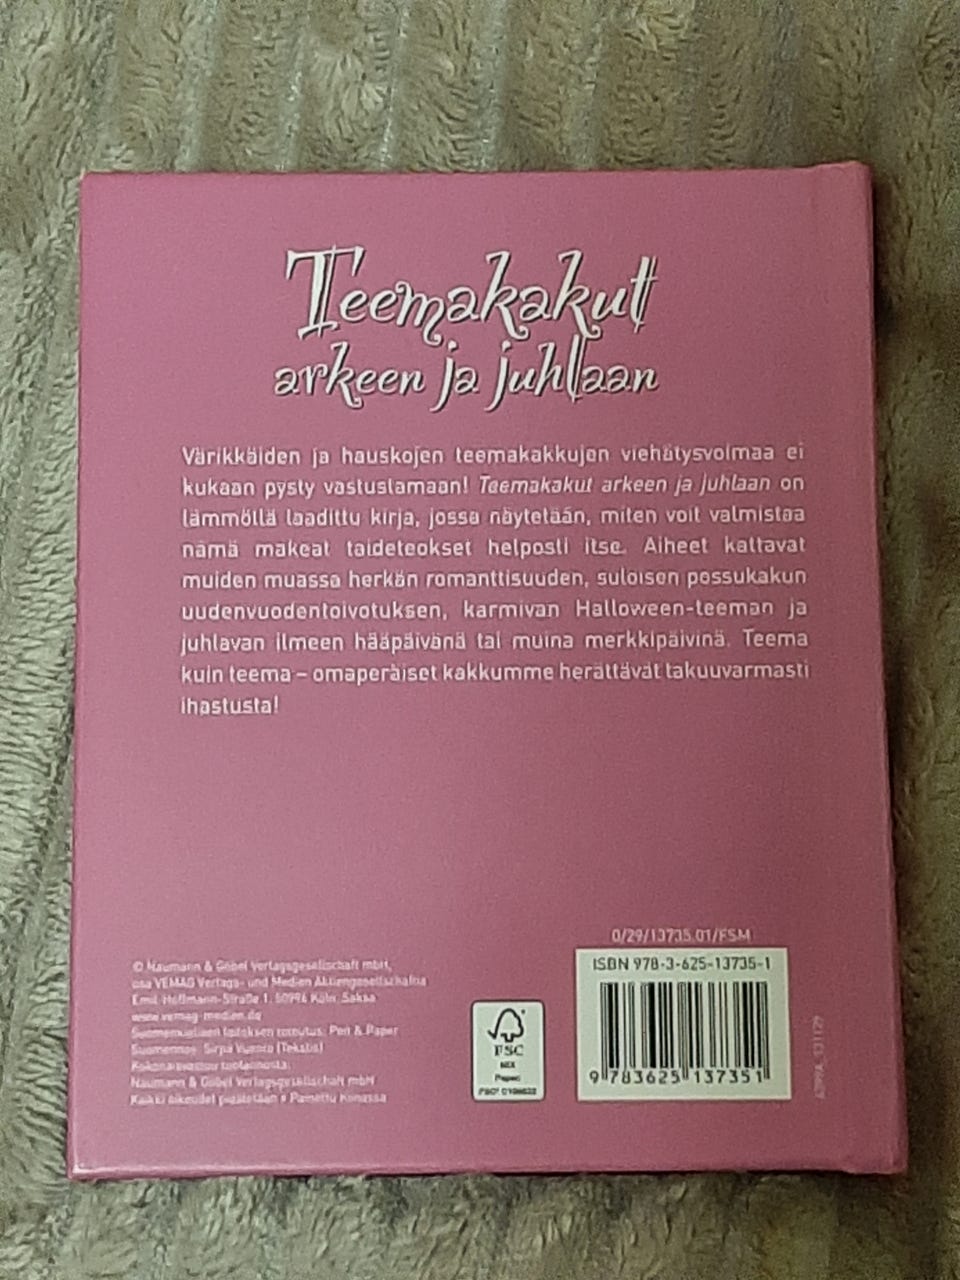 Teemakakut
arkeen ja juhlaan
Värikkäiden ja hauskojen teemakakkujen viehätysvoimaa ei
kukaan pysty vastustamaan! Teemakakut arkeen ja juhlaan on
lämmöllä laadittu kirja, jossa näytetään, miten voit valmistaa
nämä makeat taideteokset helposti itse. Aiheet kattavat
muiden muassa herkän romanttisuuden, suloisen possukakun
uudenvuodentoivotuksen, karmivan Halloween-teeman ja
juhlavan ilmeen hääpäivänä tai muina merkkipäivinä. Teema
kuin teema – omaperäiset kakkumme herättävät takuuvarmasti
ihastusta!
0/29/13735.01/FSM
ISBN 978-3-625-13735-1
9 783625 137351
© Naumann & Göbel Verlagsgesellschaft mbH,
osa VEMAG Verlags- und Medien Aktiengesellschaftia
Emil-Hoffmann-Straße 1, 50996 Köln, Saksa
www.vemag-medien.de
Suomenkielisen laitoksen toteutus: Pen & Paper
Suomennos: Sirpa (Tekstis)
Kokonaisvastuu tuotannosta:
Naumann & Göbel Verlagsgesellschaft mbH
Kaikki oikeudet pidätetään • Painettu Kiinassa
FSC
MIX
Paper